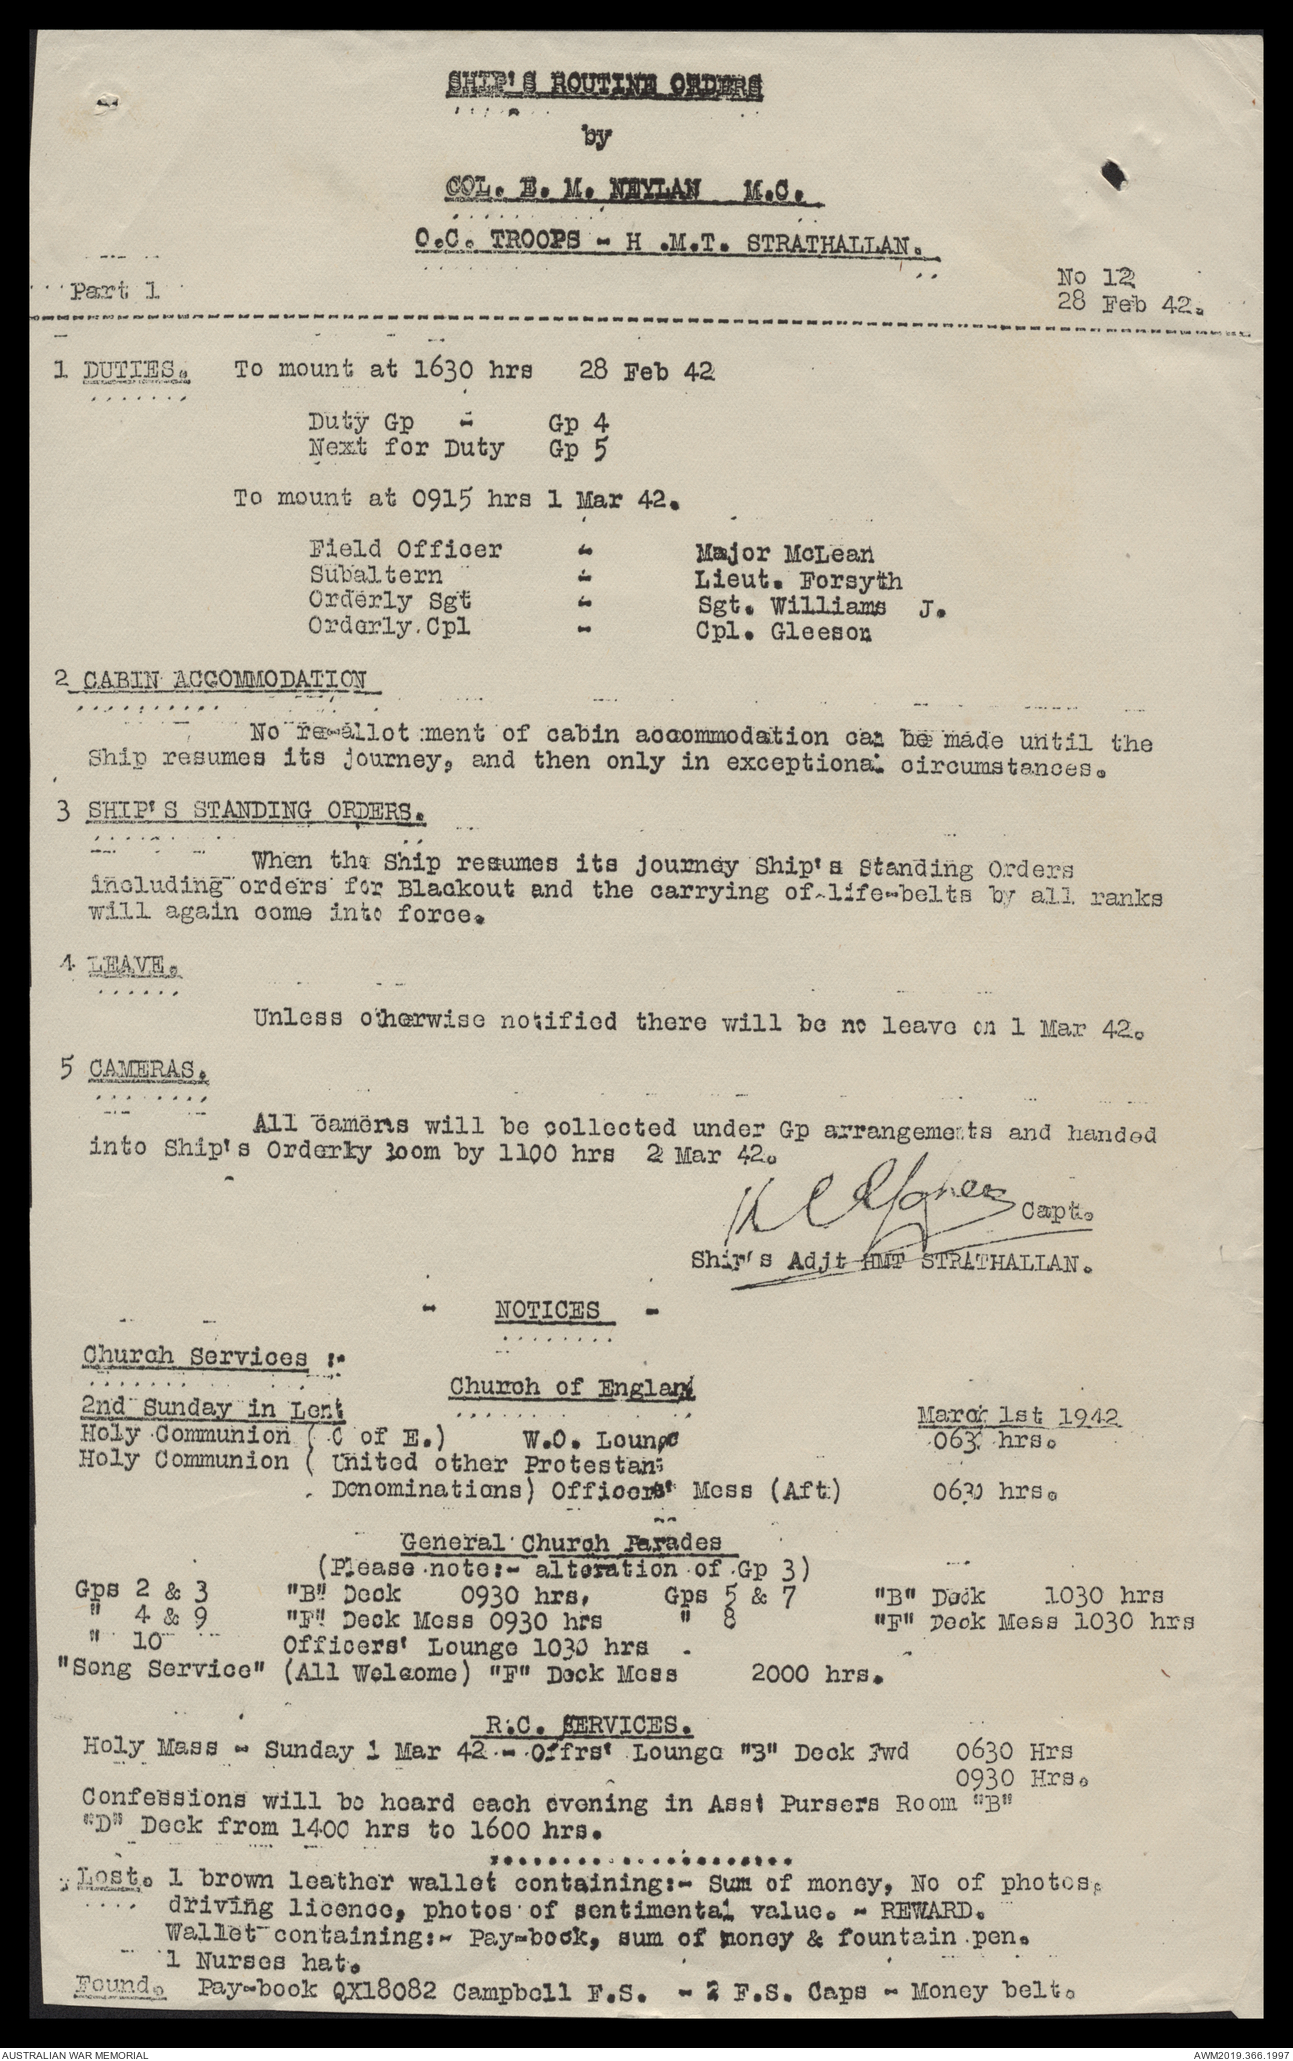 SHIP'S ROUTINE ORDERS
by
COL. E. M. NEYLAN M.C.
O.C. TROOPS - H .M.T. STRATHALLAN.
Part 1
No 12
28 Feb 42.
1 DUTIES. To mount at 1630 hrs 28 Feb 42
Duty Gp - Gp 4
Next for Duty Gp 5
To mount at 0915 hrs 1 Mar 42.
Field Officer - Major McLean
Subaltern - Lieut. Forsyth
Orderly Sgt - Sgt. Williams J.
Orderly.Cpl - Cpl. Gleeson
2 CABIN ACCOMMODATION
No re-allot ment of cabin accommodation can be made until the
Ship resumes its journey, and then only in exceptional circumstances.
3 SHIP'S STANDING ORDERS.
When the Ship resumes its journey Ship's Standing Orders
including orders for Blackout and the carrying of life-belts by all ranks
will again come into force.
4 LEAVE.
Unless otherwise notified there will be no leave on 1 Mar 42.
5 CAMERAS.
All cameras will be collected under Gp arrangements and handed
into Ship's Orderky Room by 1100 hrs 2 Mar 42.
Capt.
Ship's Adjt HMT STRATHALLAN.
- NOTICES -
Church Services :-
Church of England
2nd Sunday in Lent March 1st 1942
Holy Communion ( C of E.) W.O. Lounge 0630 hrs.
Holy Communion ( United other Protestant
Denominations) Officers' Mess (Aft) 0630 hrs.
General Church Parades
(Please note:- alteration of Gp 3)
Gps 2 & 3 "B" Deck 0930 hrs, Gps 5 & 7 "B" Deck 1030 hrs
" 4 & 9 "F" Deck Mess 0930 hrs " 8 "F" Deck Mess 1030 hrs
" 10 Officers' Lounge 1030 hrs
"Song Service" (All Welcome) "F" Deck Mess 2000 hrs.
R.C. SERVICES.
Holy Mass - Sunday 1 Mar 42 - Offrs' Lounge "B" Deck Fwd 0630 Hrs
0930 Hrs.
Confessions will be heard each evening in Asst Pursers Room "B"
"D" Deck from 1400 hrs to 1600 hrs.
Lost. 1 brown leather wallet containing:- Sum of money, No of photos,
driving licence, photos of sentimental value. - REWARD.
Wallet containing:- Pay-book, sum of money & fountain pen.
1 Nurses hat.
Found. Pay-book QX18082 Campbell F.S. - 2 F.S. Caps - Money belt.
AUSTRALIAN WAR MEMORIAL AWM2019.366.1997